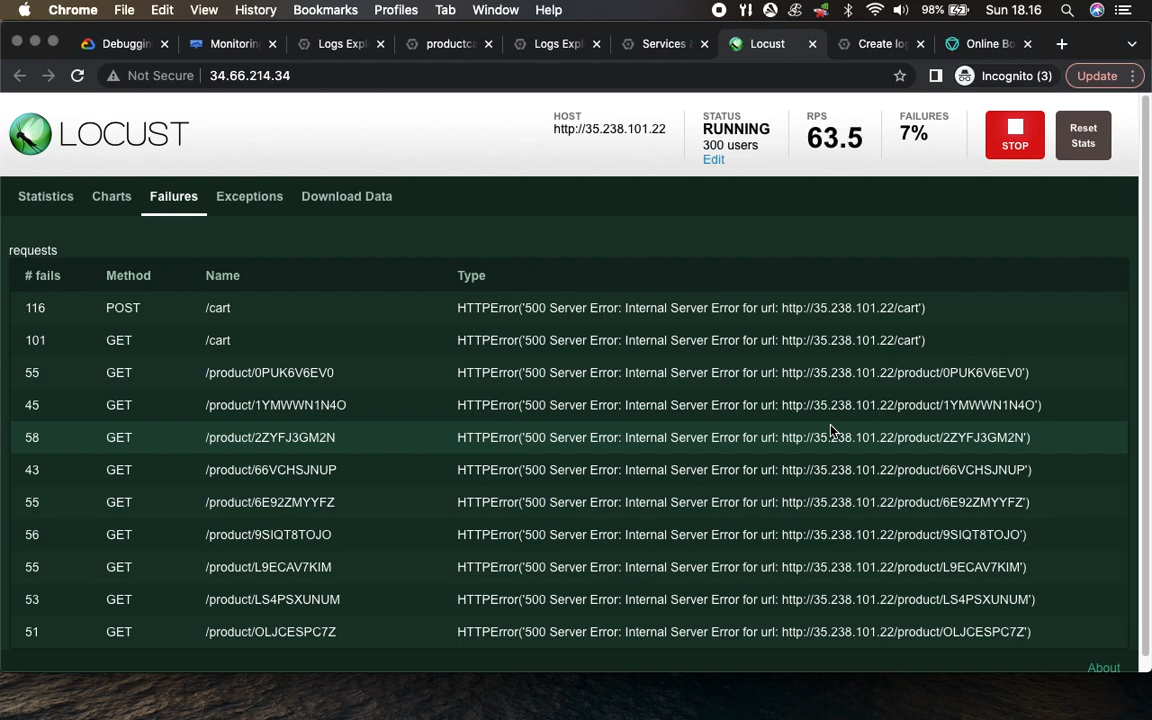 Chrome File Edit View History Bookmarks Profiles Tab Window Help 98% Sun 18.16
Debuggin Monitorin Logs Expl productca Logs Expl Services & Locust Create log Online Bo
Not Secure 34.66.214.34 Incognito (3) Update
LOCUST
HOST
http://35.238.101.22
STATUS
RUNNING
300 users
Edit
RPS
63.5
FAILURES
7%
STOP
Reset
Stats
Statistics Charts Failures Exceptions Download Data
requests
# fails Method Name Type
116 POST /cart HTTPError('500 Server Error: Internal Server Error for url: http://35.238.101.22/cart')
101 GET /cart HTTPError('500 Server Error: Internal Server Error for url: http://35.238.101.22/cart')
55 GET /product/0PUK6V6EV0 HTTPError('500 Server Error: Internal Server Error for url: http://35.238.101.22/product/0PUK6V6EV0')
45 GET /product/1YMWWN1N4O HTTPError('500 Server Error: Internal Server Error for url: http://35.238.101.22/product/1YMWWN1N4O')
58 GET /product/2ZYFJ3GM2N HTTPError('500 Server Error: Internal Server Error for url: http://35.238.101.22/product/2ZYFJ3GM2N')
43 GET /product/66VCHSJNUP HTTPError('500 Server Error: Internal Server Error for url: http://35.238.101.22/product/66VCHSJNUP')
55 GET /product/6E92ZMYYFZ HTTPError('500 Server Error: Internal Server Error for url: http://35.238.101.22/product/6E92ZMYYFZ')
56 GET /product/9SIQT8TOJO HTTPError('500 Server Error: Internal Server Error for url: http://35.238.101.22/product/9SIQT8TOJO')
55 GET /product/L9ECAV7KIM HTTPError('500 Server Error: Internal Server Error for url: http://35.238.101.22/product/L9ECAV7KIM')
53 GET /product/LS4PSXUNUM HTTPError('500 Server Error: Internal Server Error for url: http://35.238.101.22/product/LS4PSXUNUM')
51 GET /product/OLJCESPC7Z HTTPError('500 Server Error: Internal Server Error for url: http://35.238.101.22/product/OLJCESPC7Z')
About